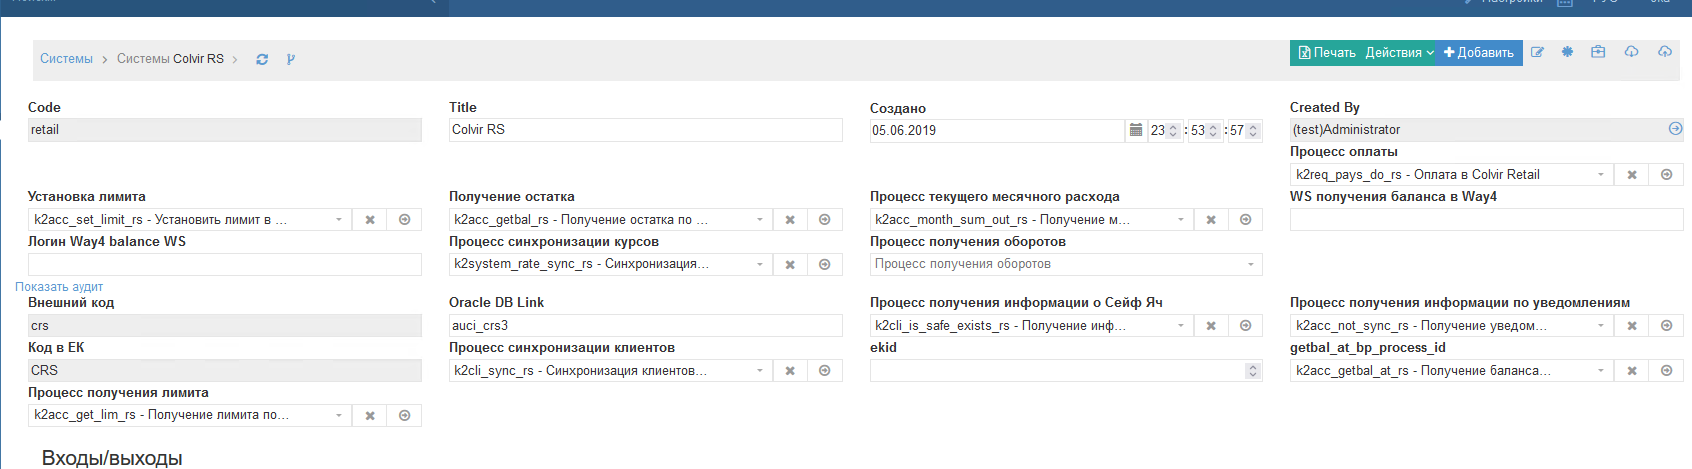 Системы > Системы Colvir RS >
Печать Действия Добавить
Code Title Создано Created By
retail Colvir RS 05.06.2019 23 : 53 : 57 (test)Administrator
Процесс оплаты
k2req_pays_do_rs - Оплата в Colvir Retail
Установка лимита Получение остатка Процесс текущего месячного расхода WS получения баланса в Way4
k2acc_set_limit_rs - Установить лимит в ... k2acc_getbal_rs - Получение остатка по ... k2acc_month_sum_out_rs - Получение м...
Логин Way4 balance WS Процесс синхронизации курсов Процесс получения оборотов
k2system_rate_sync_rs - Синхронизация... Процесс получения оборотов
Показать аудит
Внешний код Oracle DB Link Процесс получения информации о Сейф Яч Процесс получения информации по уведомлениям
crs auci_crs3 k2cli_is_safe_exists_rs - Получение инф... k2acc_not_sync_rs - Получение уведом...
Код в ЕК Процесс синхронизации клиентов ekid getbal_at_bp_process_id
CRS k2cli_sync_rs - Синхронизация клиентов... k2acc_getbal_at_rs - Получение баланса...
Процесс получения лимита
k2acc_get_lim_rs - Получение лимита по...
Входы/выходы